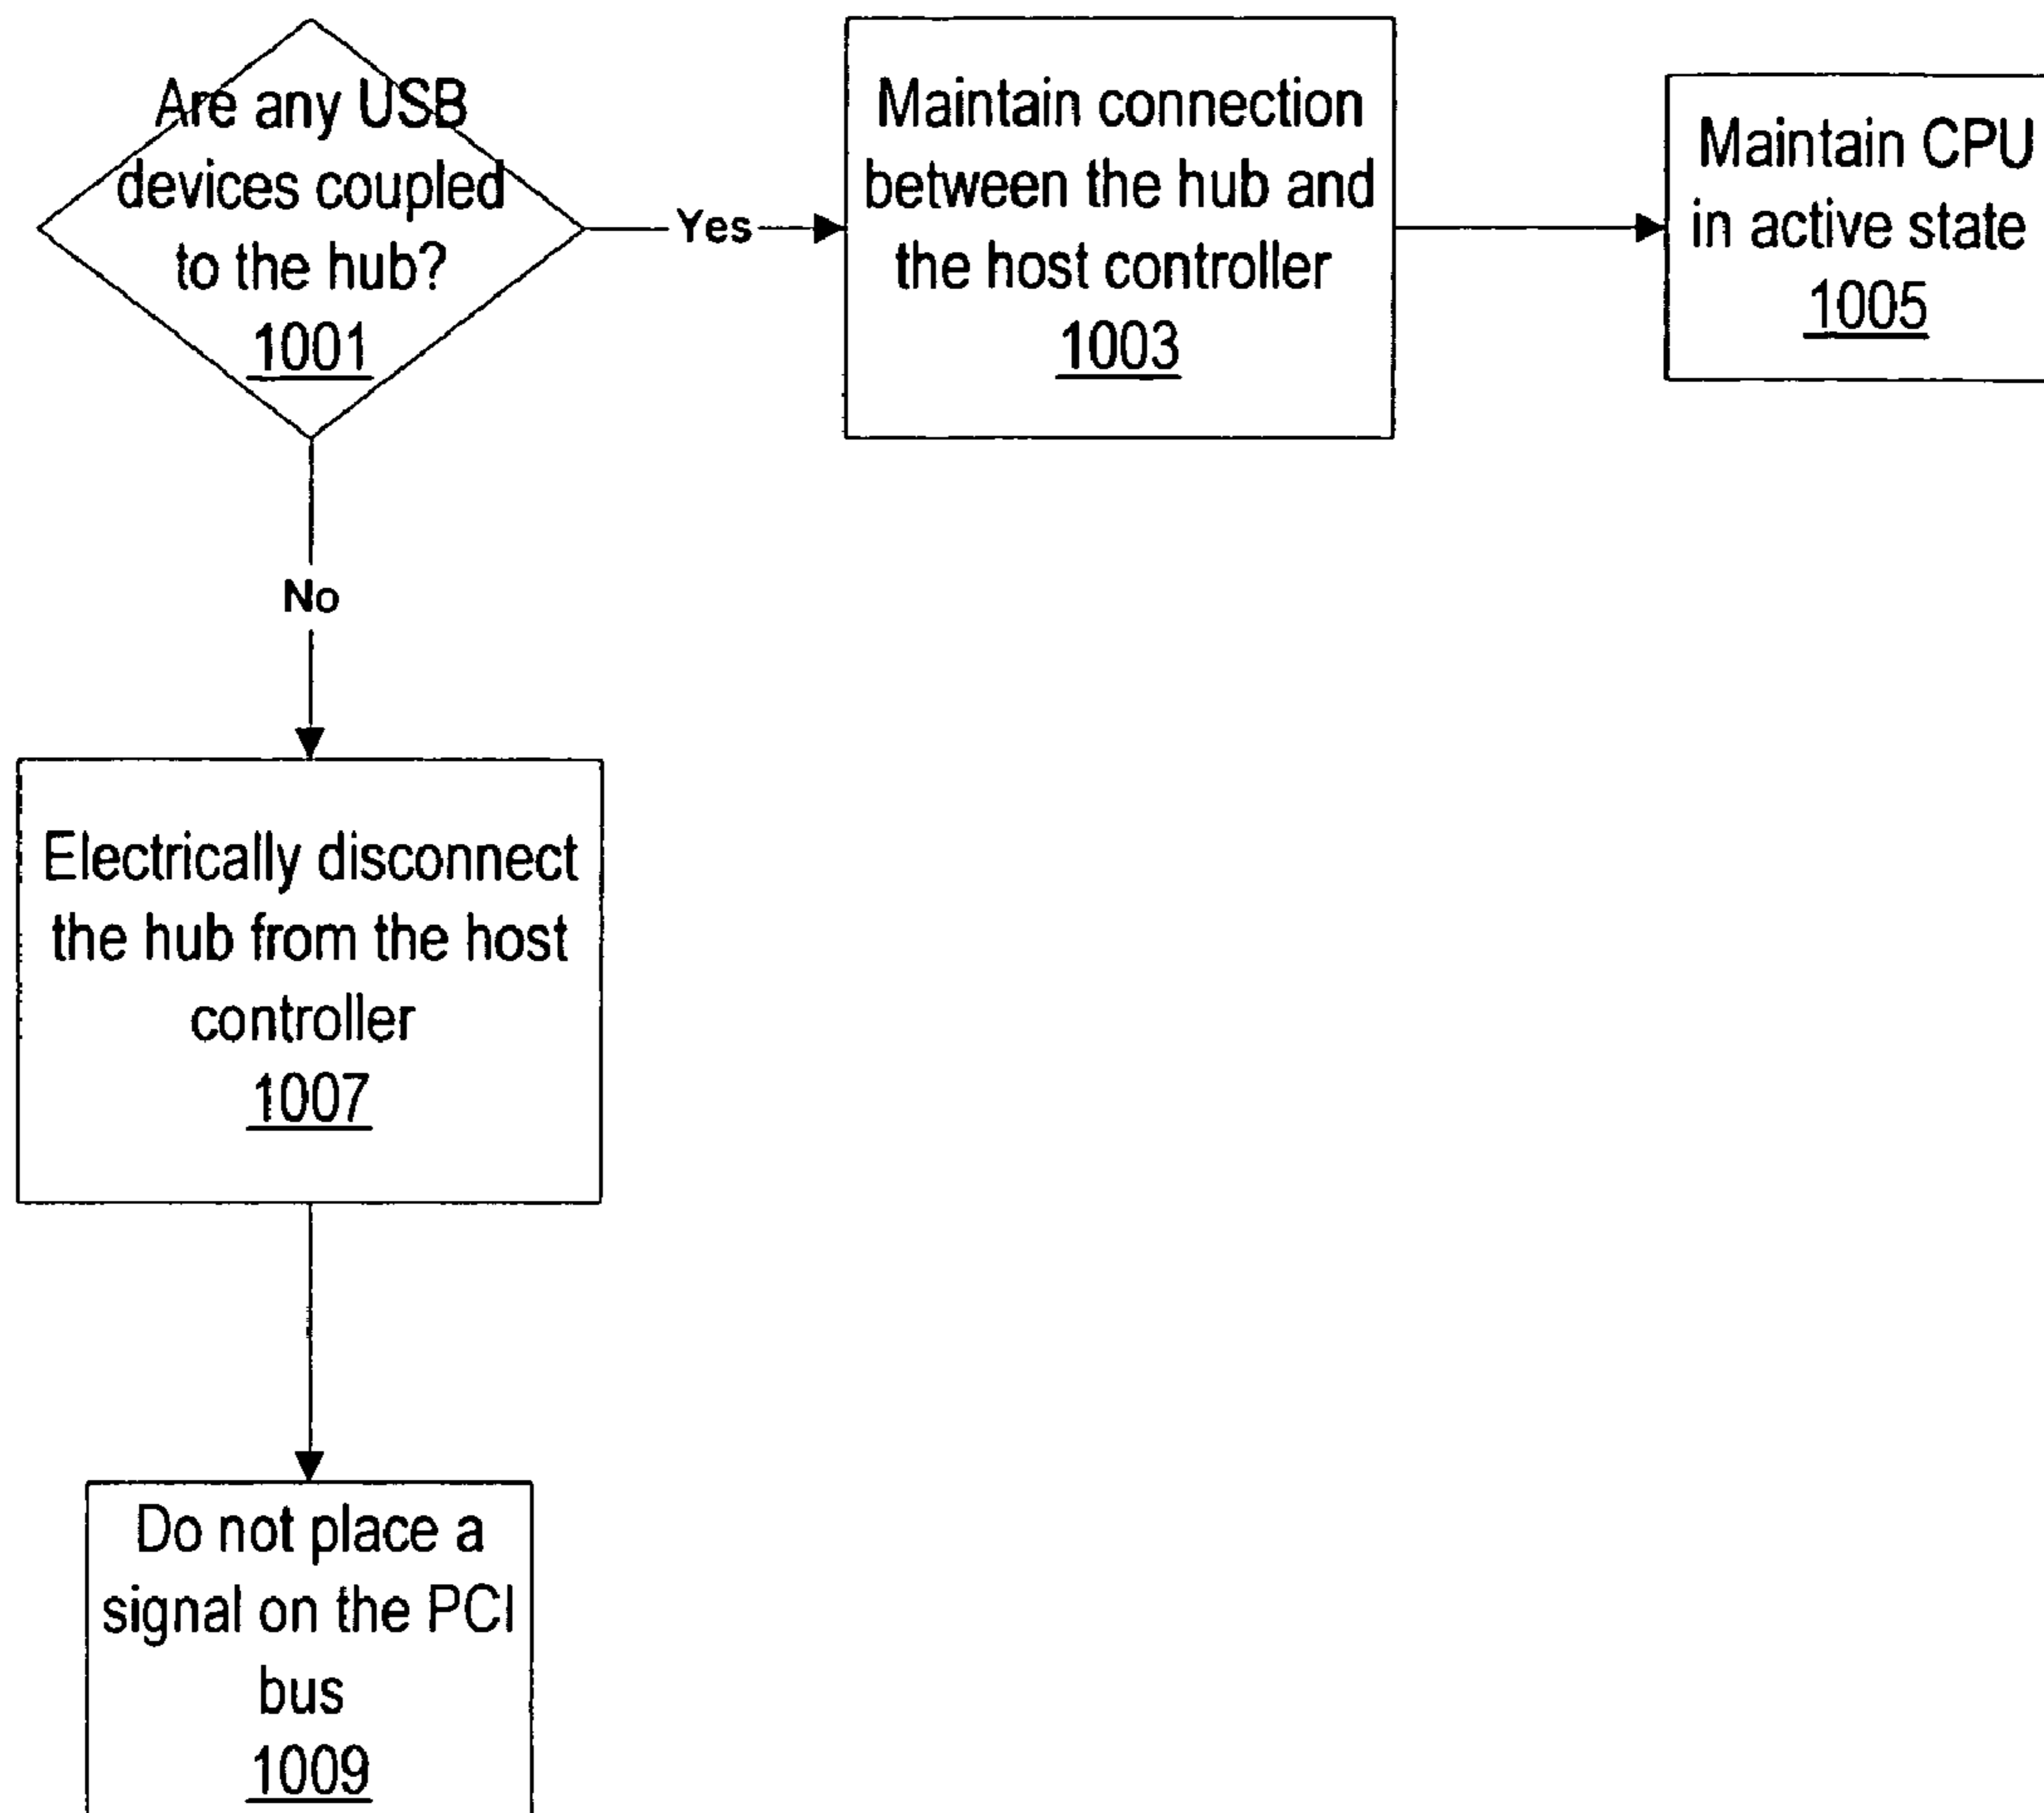 Are any USB
devices coupled
to the hub?
1001
Yes
Maintain connection
between the hub and
the host controller
1003
Maintain CPU
in active state
1005
No
Electrically disconnect
the hub from the host
controller
1007
Do not place a
signal on the PCI
bus
1009